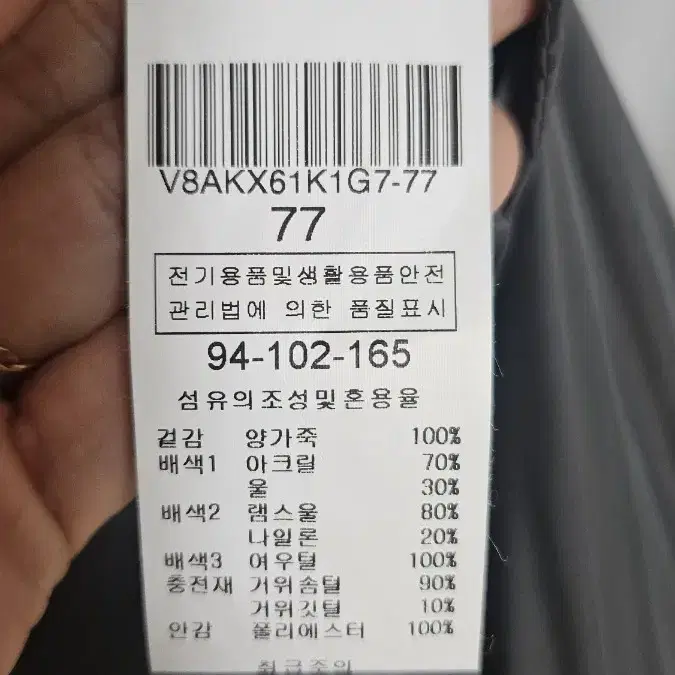 V8AKX61K1G7-77
77
전기용품및생활용품안전
관리법에 의한 품질표시
94-102-165
섬유의조성및혼용율
겉감 양가죽 100%
배색1 아크릴 70%
울 30%
배색2 램스울 80%
나일론 20%
배색3 여우털 100%
충전재 거위솜털 90%
거위깃털 10%
안감 폴리에스터 100%
취급주의